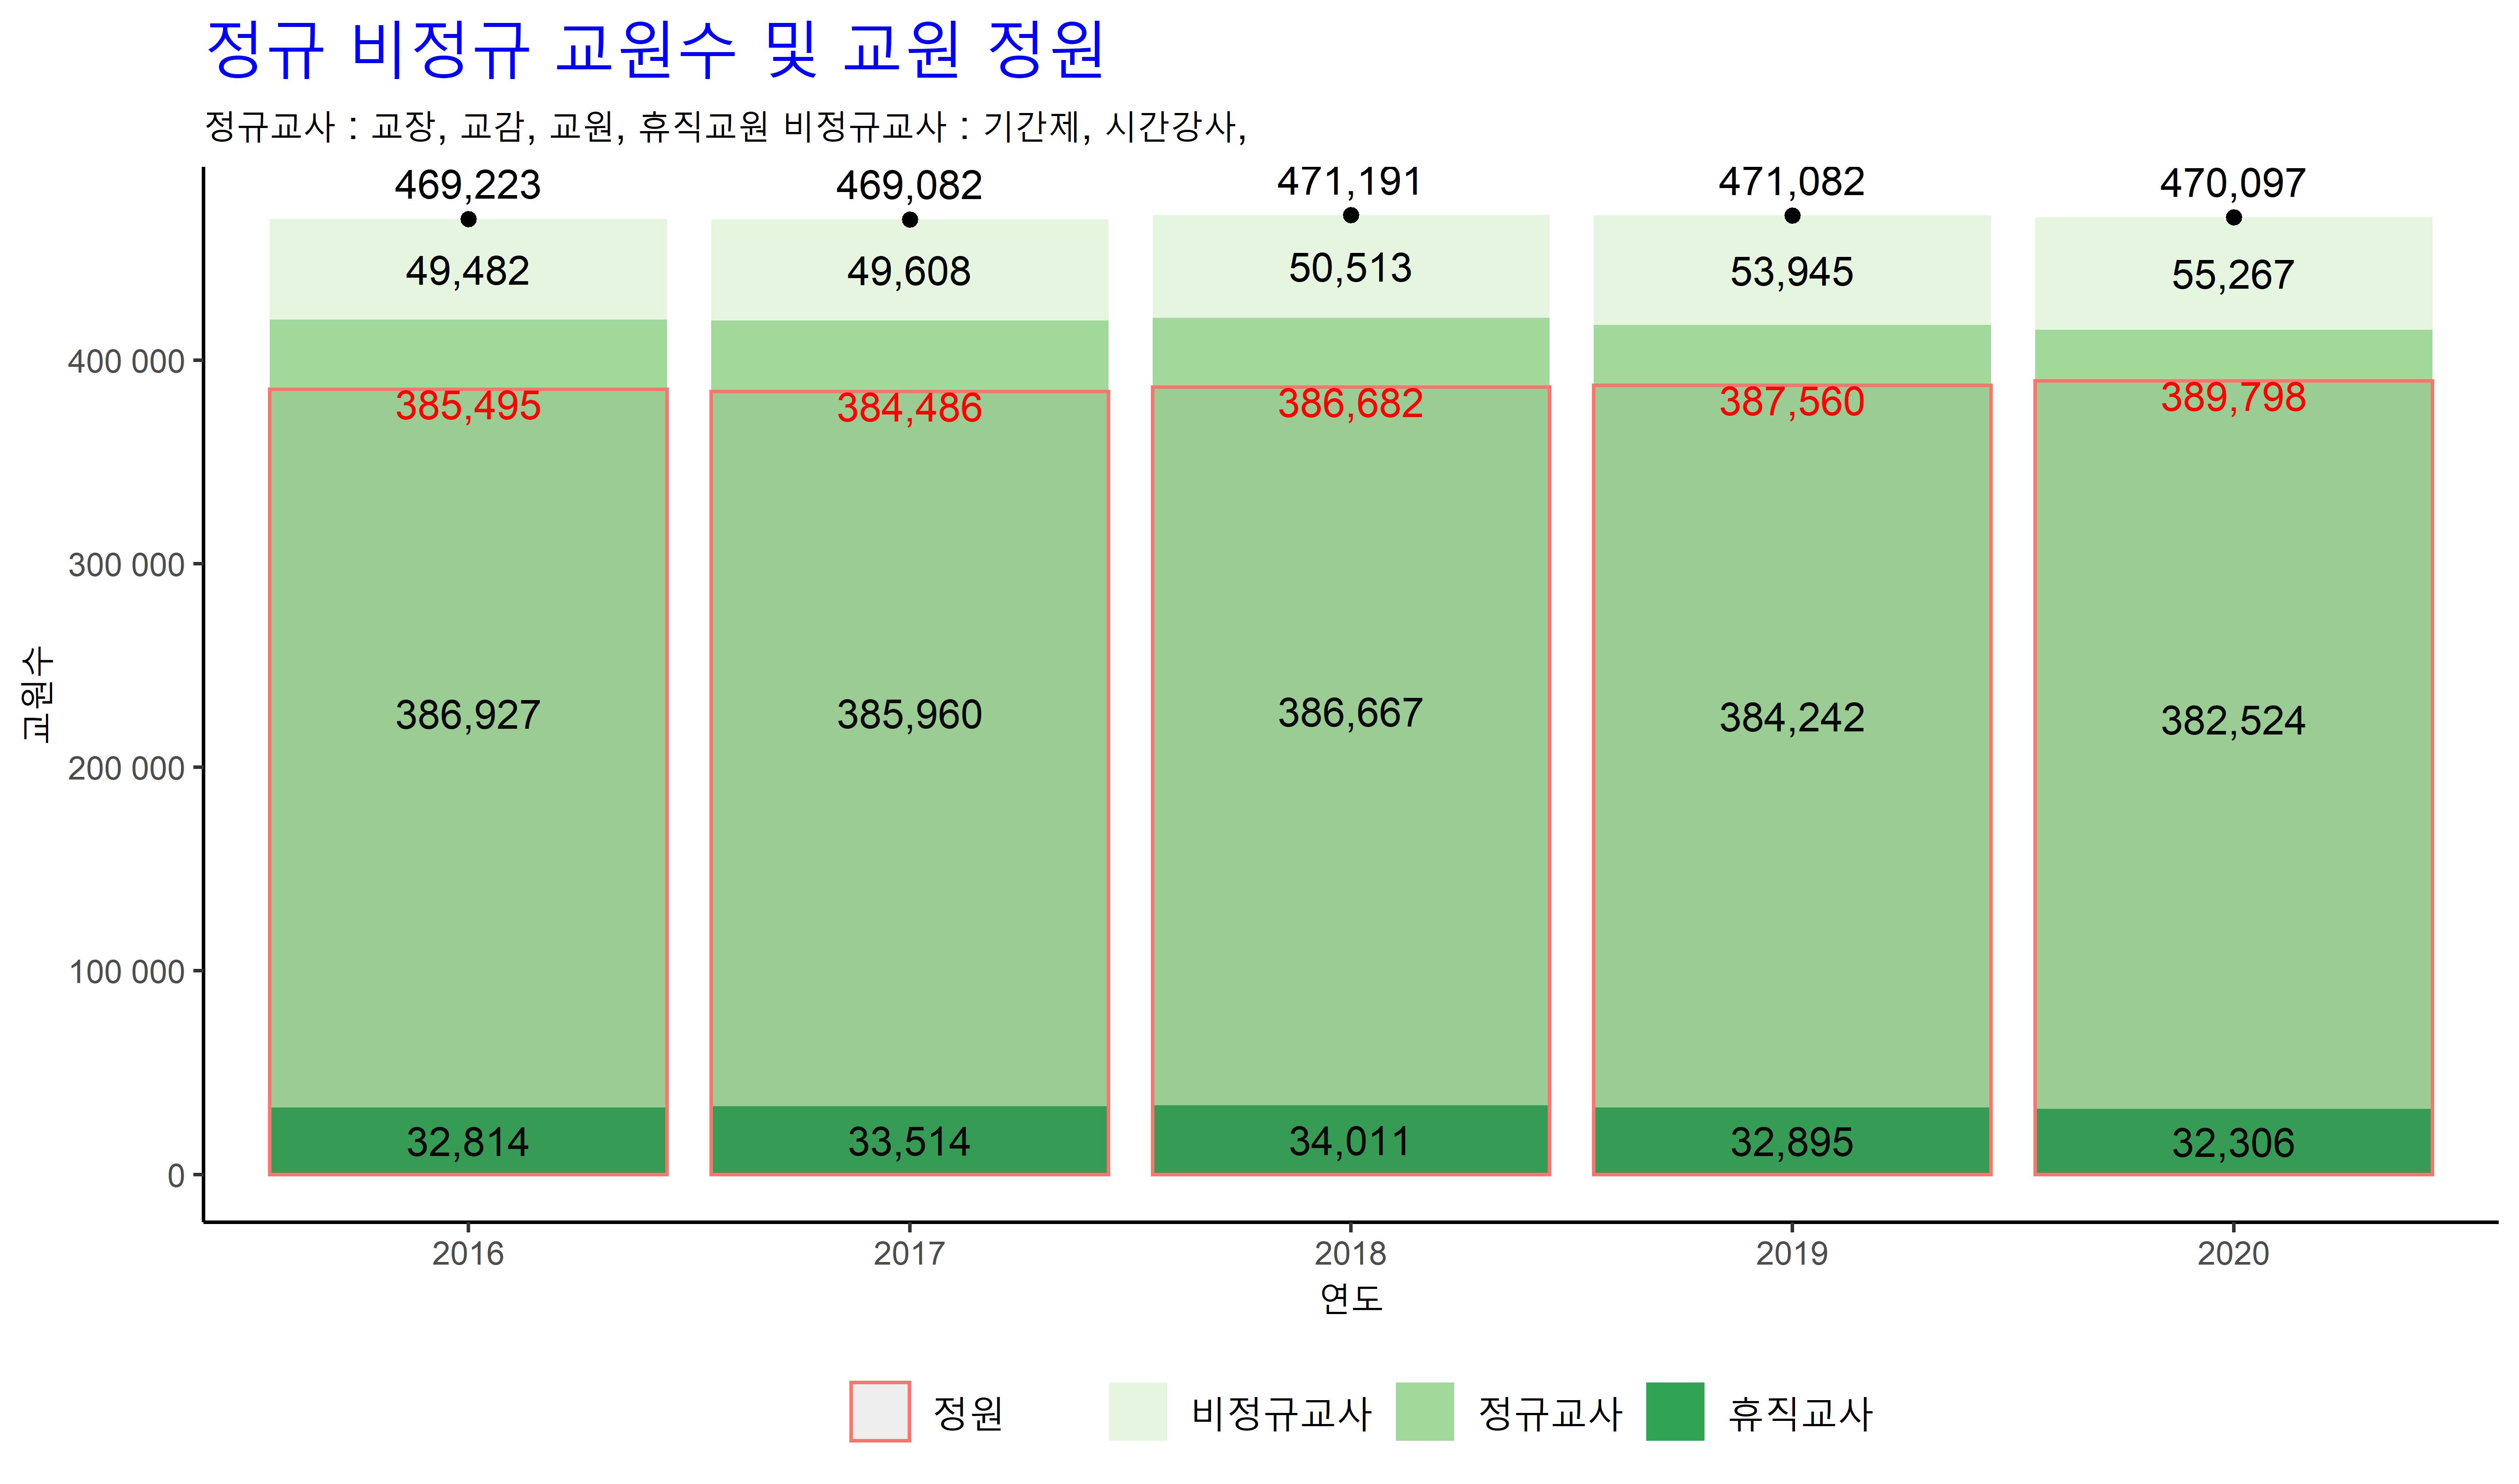 정규 비정규 교원수 및 교원 정원
정규교사 : 교장, 교감, 교원, 휴직교원 비정규교사 : 기간제, 시간강사,
469,223 469,082 471,191 471,082 470,097
49,482 49,608 50,513 53,945 55,267
400 000
385,495 384,486 386,682 387,560 389,798
300 000
교원수
386,927 385,960 386,667 384,242 382,524
200 000
100 000
32,814 33,514 34,011 32,895 32,306
0
2016 2017 2018 2019 2020
연도
정원 비정규교사 정규교사 휴직교사